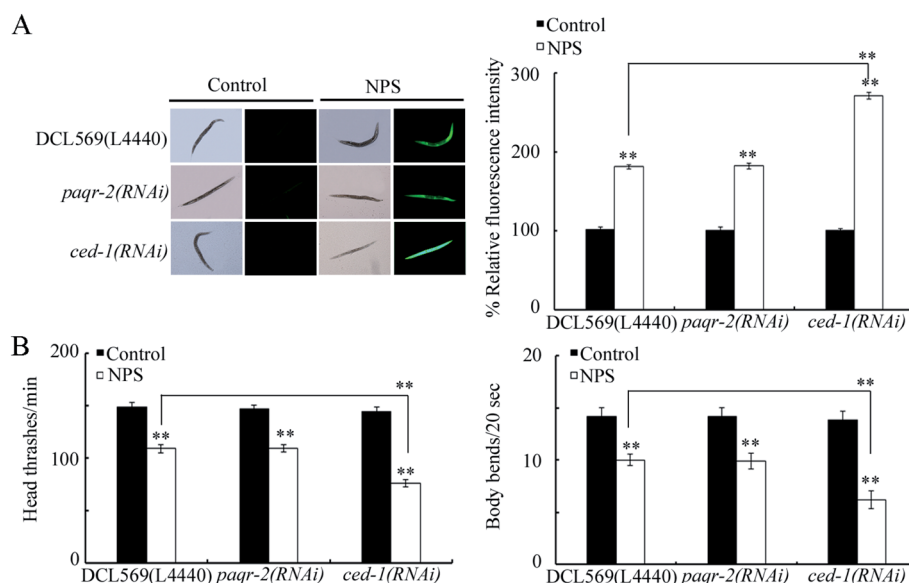 A
Control
NPS
DCL569(L4440)
paqr-2(RNAi)
ced-1(RNAi)
Control
NPS
% Relative fluorescence intensity
300
200
100
0
**
**
**
**
DCL569(L4440) paqr-2(RNAi) ced-1(RNAi)
B
Control
NPS
Head thrashes/min
200
100
0
**
**
**
**
DCL569(L4440) paqr-2(RNAi) ced-1(RNAi)
Control
NPS
Body bends/20 sec
20
10
0
**
**
**
**
DCL569(L4440) paqr-2(RNAi) ced-1(RNAi)